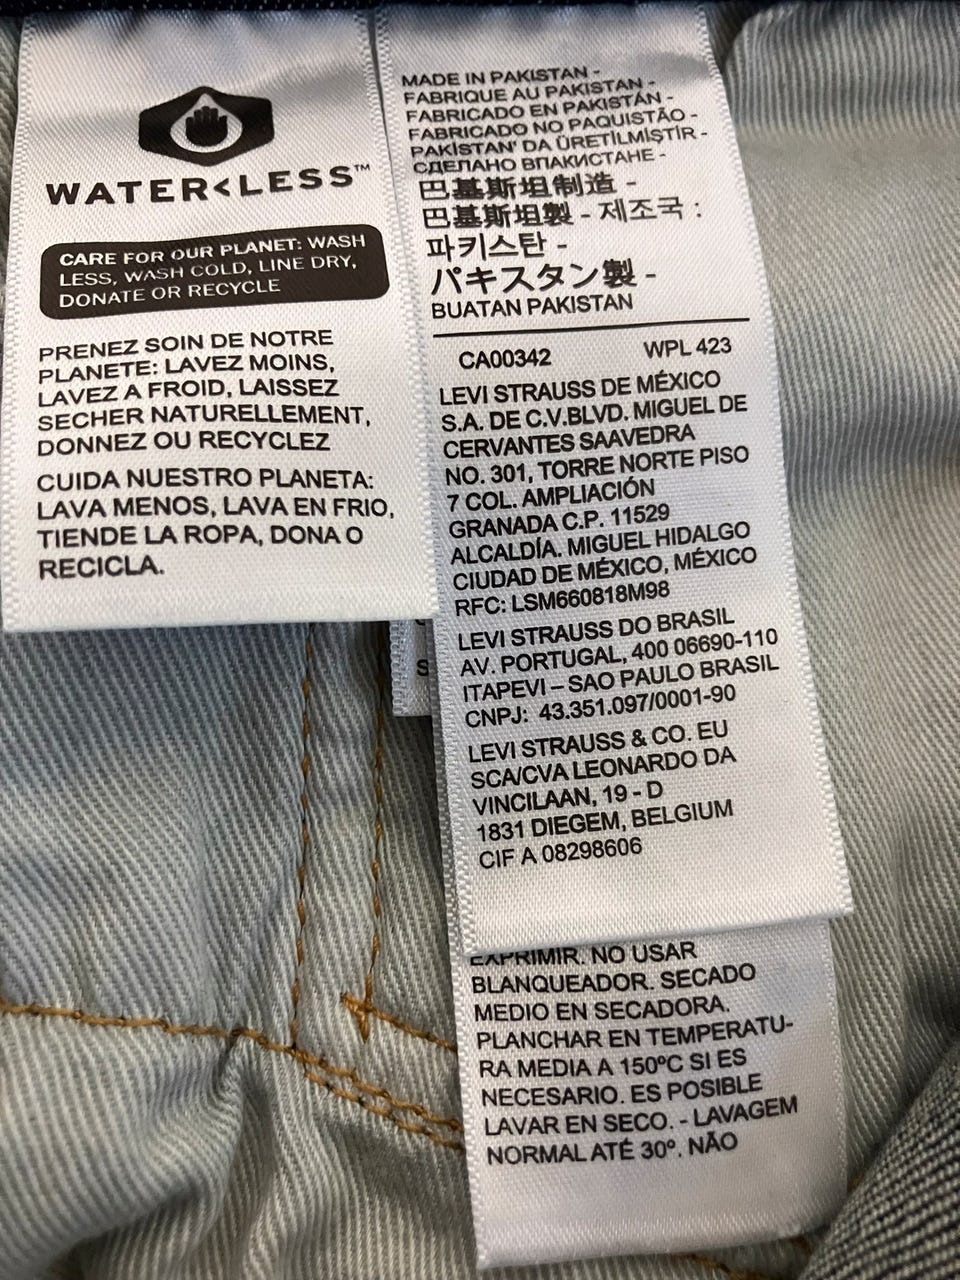 WATER<LESS™
CARE FOR OUR PLANET: WASH
LESS, WASH COLD, LINE DRY,
DONATE OR RECYCLE
PRENEZ SOIN DE NOTRE
PLANETE: LAVEZ MOINS,
LAVEZ A FROID, LAISSEZ
SECHER NATURELLEMENT,
DONNEZ OU RECYCLEZ
CUIDA NUESTRO PLANETA:
LAVA MENOS, LAVA EN FRIO,
TIENDE LA ROPA, DONA O
RECICLA.
MADE IN PAKISTAN -
FABRIQUE AU PAKISTAN -
FABRICADO EN PAKISTÁN -
FABRICADO NO PAQUISTÃO -
PAKİSTAN' DA ÜRETİLMİŞTİR -
СДЕЛАНО ВПАКИСТАНЕ -
巴基斯坦制造 -
巴基斯坦製 - 제조국 :
파키스탄 -
パキスタン製 -
BUATAN PAKISTAN
CA00342 WPL 423
LEVI STRAUSS DE MÉXICO
S.A. DE C.V.BLVD. MIGUEL DE
CERVANTES SAAVEDRA
NO. 301, TORRE NORTE PISO
7 COL. AMPLIACIÓN
GRANADA C.P. 11529
ALCALDÍA. MIGUEL HIDALGO
CIUDAD DE MÉXICO, MÉXICO
RFC: LSM660818M98
LEVI STRAUSS DO BRASIL
AV. PORTUGAL, 400 06690-110
ITAPEVI – SAO PAULO BRASIL
CNPJ: 43.351.097/0001-90
LEVI STRAUSS & CO. EU
SCA/CVA LEONARDO DA
VINCILAAN, 19 - D
1831 DIEGEM, BELGIUM
CIF A 08298606
EXPRIMIR. NO USAR
BLANQUEADOR. SECADO
MEDIO EN SECADORA.
PLANCHAR EN TEMPERATU-
RA MEDIA A 150ºC SI ES
NECESARIO. ES POSIBLE
LAVAR EN SECO. - LAVAGEM
NORMAL ATÉ 30º. NÃO